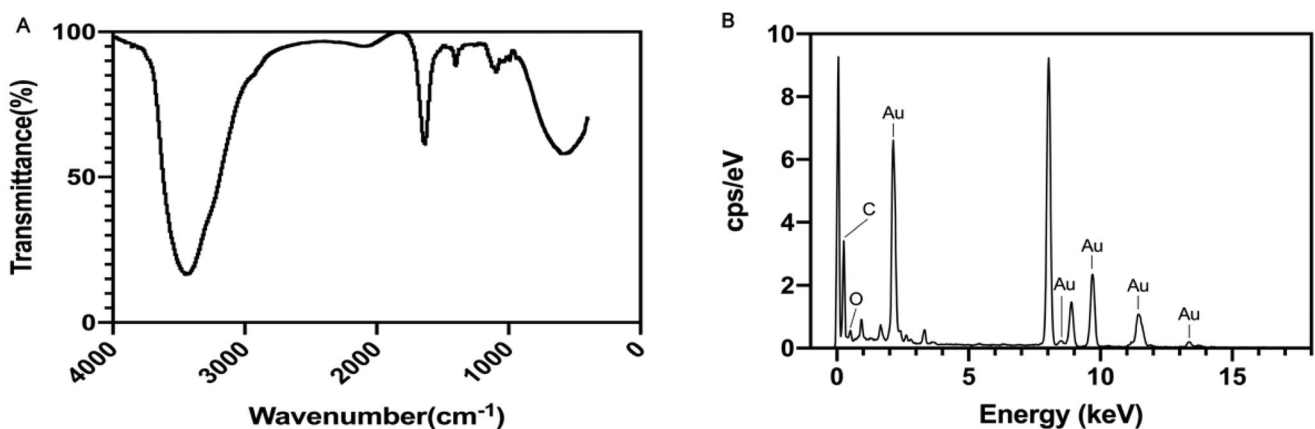 A
Transmittance(%)
100
50
0
4000
3000
2000
1000
0
Wavenumber(cm-1)
B
cps/eV
10
8
6
4
2
0
Au
C
O
Au
Au
Au
Au
0
5
10
15
Energy (keV)